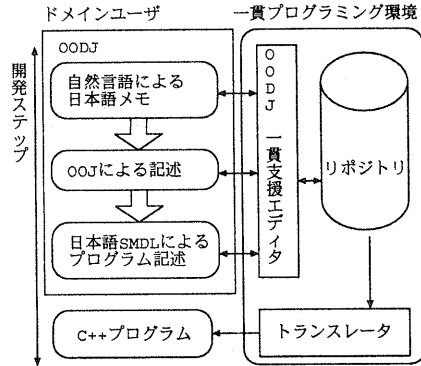 ドメインユーザ
一貫プログラミング環境
開発ステップ
OODJ
自然言語による
日本語メモ
OOJによる記述
日本語SMDLによる
プログラム記述
C++プログラム
OODJ 一貫支援エディタ
リポジトリ
トランスレータ